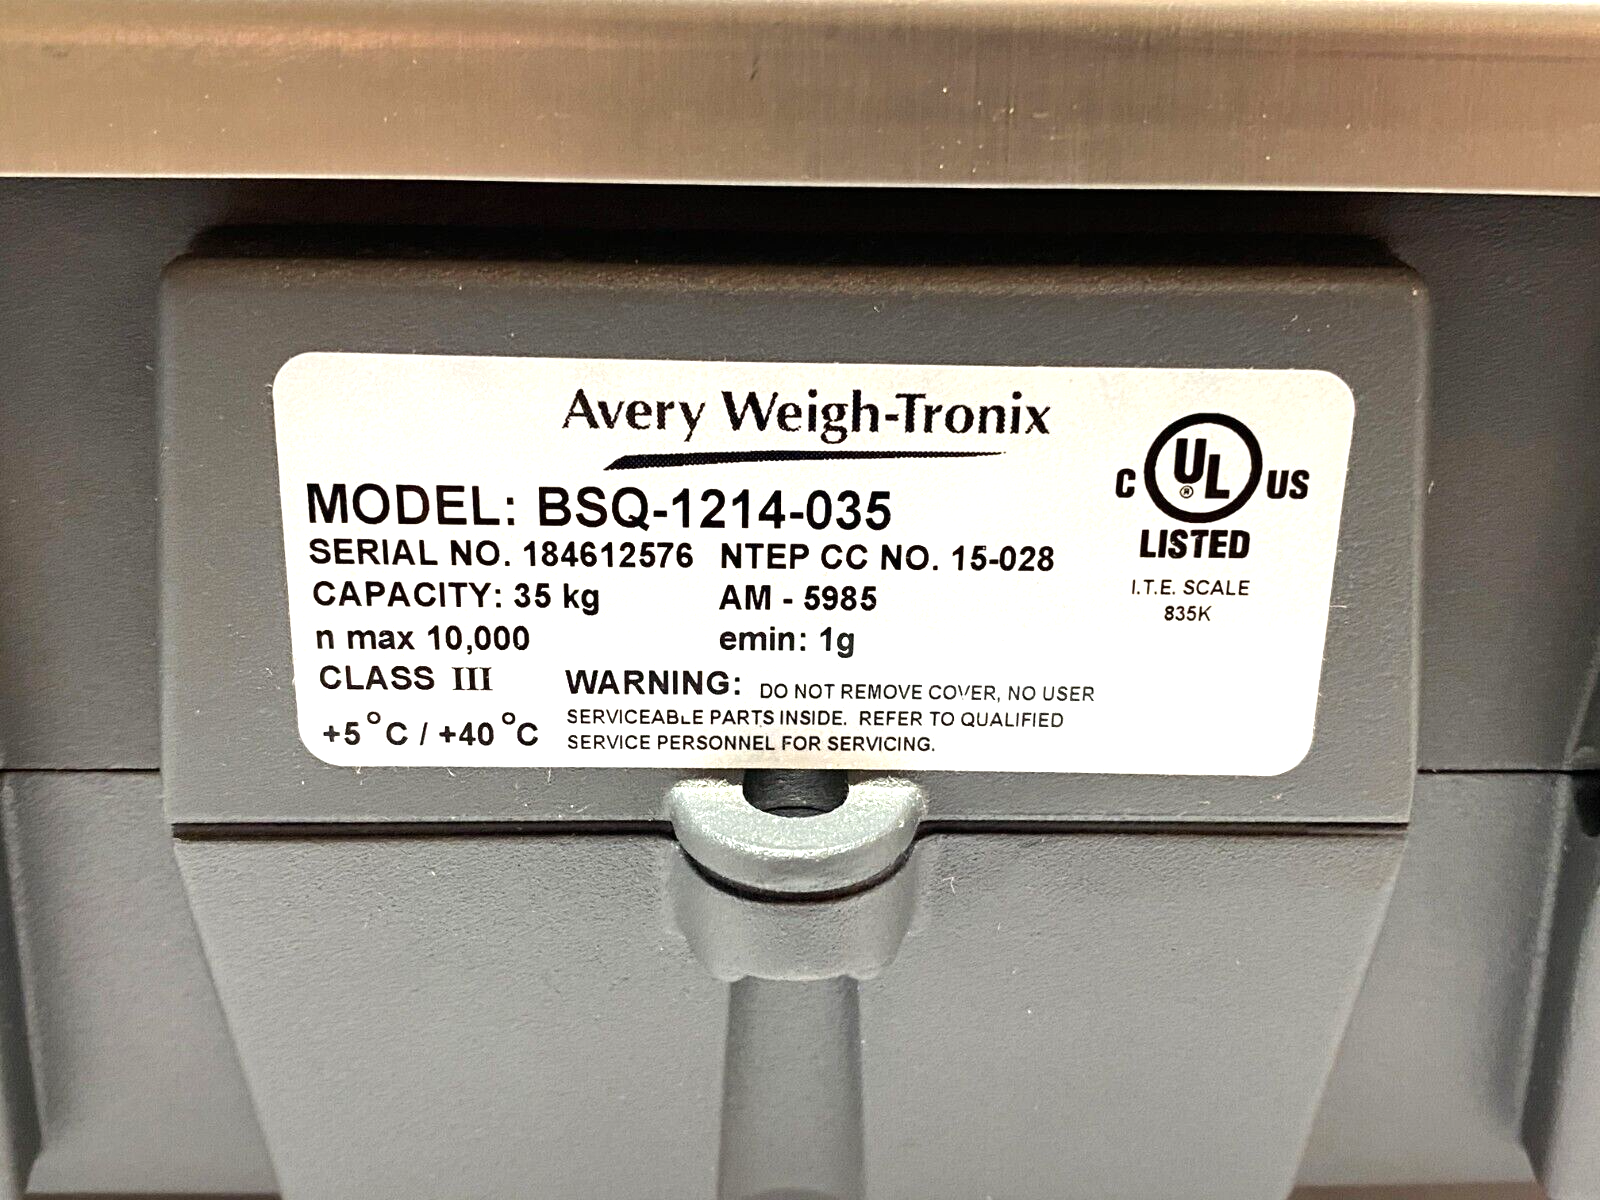 Avery Weigh-Tronix
MODEL: BSQ-1214-035
SERIAL NO. 184612576 NTEP CC NO. 15-028
CAPACITY: 35 kg AM - 5985
n max 10,000 emin: 1g
CLASS III
+5°C / +40°C
WARNING: DO NOT REMOVE COVER, NO USER
SERVICEABLE PARTS INSIDE. REFER TO QUALIFIED
SERVICE PERSONNEL FOR SERVICING.
C UL® US
LISTED
I.T.E. SCALE
835K